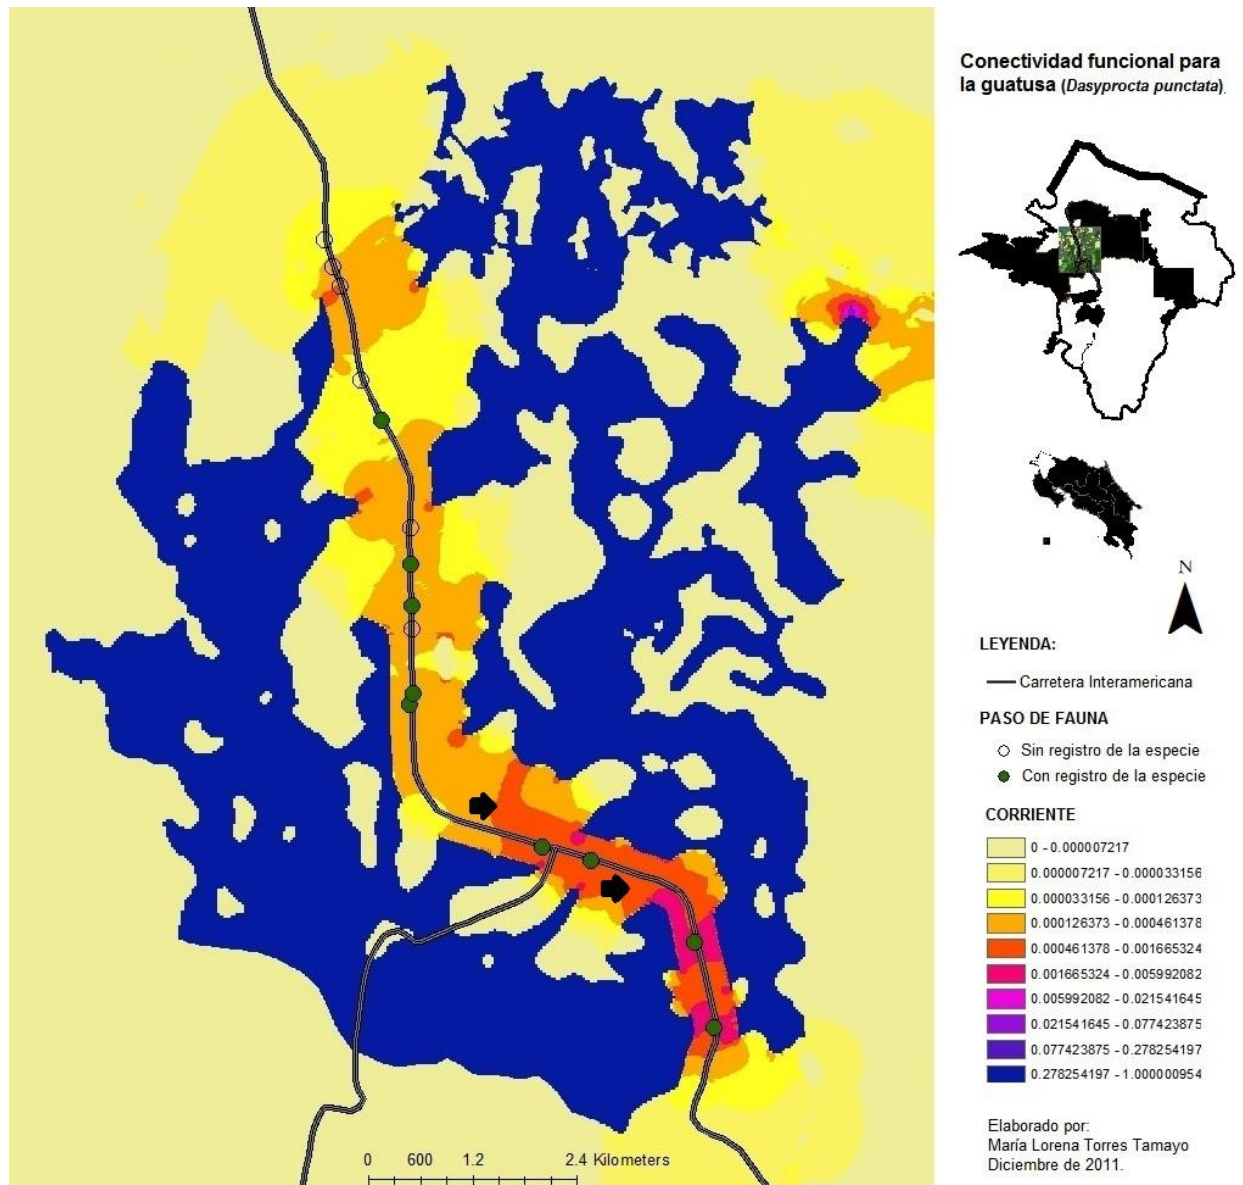 Conectividad funcional para
la guatusa (Dasyprocta punctata).
N
LEYENDA:
Carretera Interamericana
PASO DE FAUNA
Sin registro de la especie
Con registro de la especie
CORRIENTE
0 - 0.000007217
0.000007217 - 0.000033156
0.000033156 - 0.000126373
0.000126373 - 0.000461378
0.000461378 - 0.001665324
0.001665324 - 0.005992082
0.005992082 - 0.021541645
0.021541645 - 0.077423875
0.077423875 - 0.278254197
0.278254197 - 1.000000954
Elaborado por:
María Lorena Torres Tamayo
Diciembre de 2011.
0 600 1.2 2.4 Kilometers